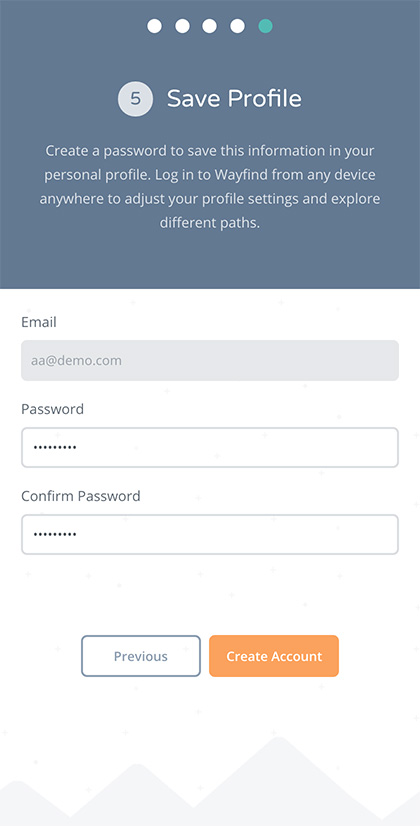 5 Save Profile
Create a password to save this information in your
personal profile. Log in to Wayfind from any device
anywhere to adjust your profile settings and explore
different paths.
Email
aa@demo.com
Password
•••••••••
Confirm Password
•••••••••
Previous Create Account